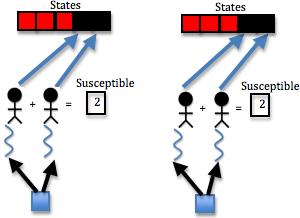 States
Susceptible
+ = 2
States
Susceptible
+ = 2